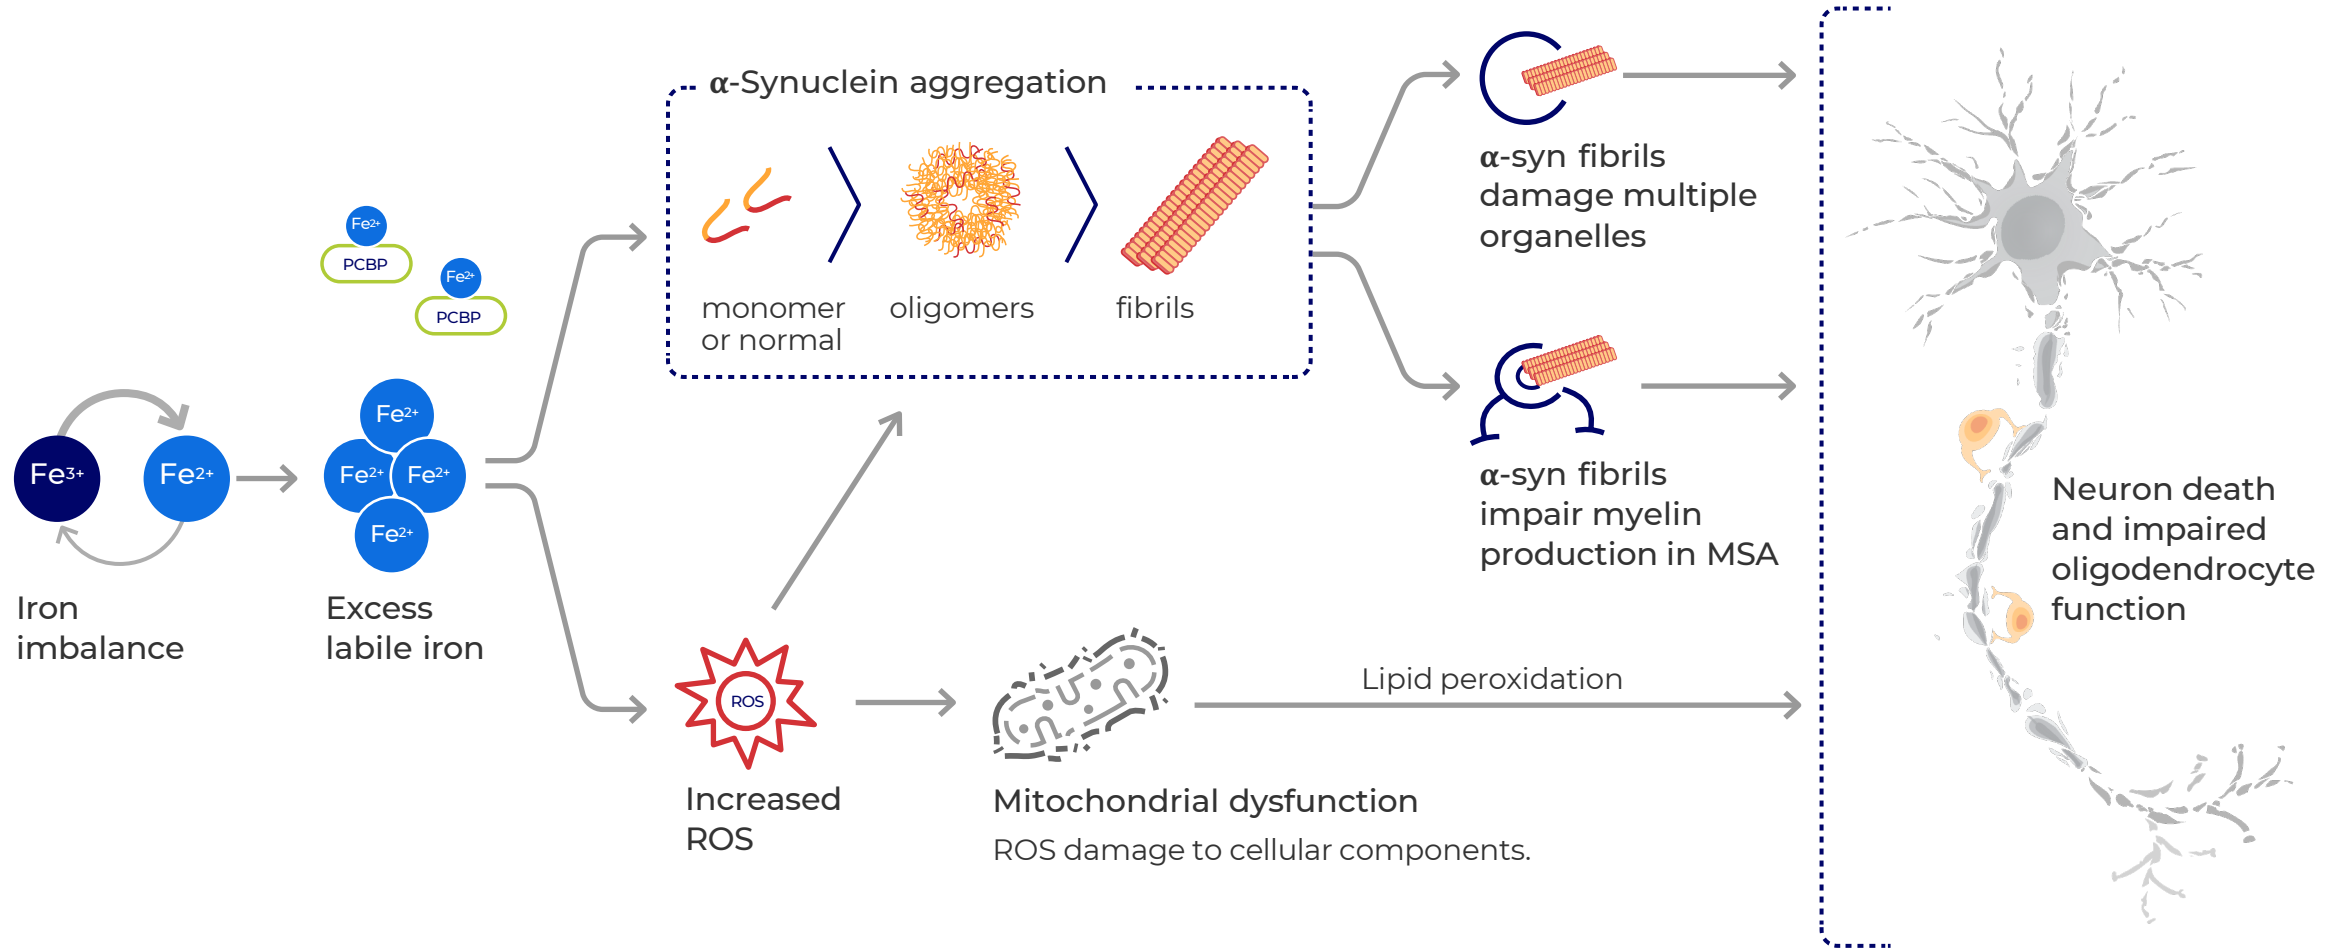 Fe3+
Fe2+
Iron
imbalance
Fe2+
PCBP
Fe2+
PCBP
Fe2+
Fe2+
Fe2+
Fe2+
Excess
labile iron
α-Synuclein aggregation
monomer
or normal
oligomers
fibrils
ROS
Increased
ROS
Mitochondrial dysfunction
ROS damage to cellular components.
Lipid peroxidation
α-syn fibrils
damage multiple
organelles
α-syn fibrils
impair myelin
production in MSA
Neuron death
and impaired
oligodendrocyte
function